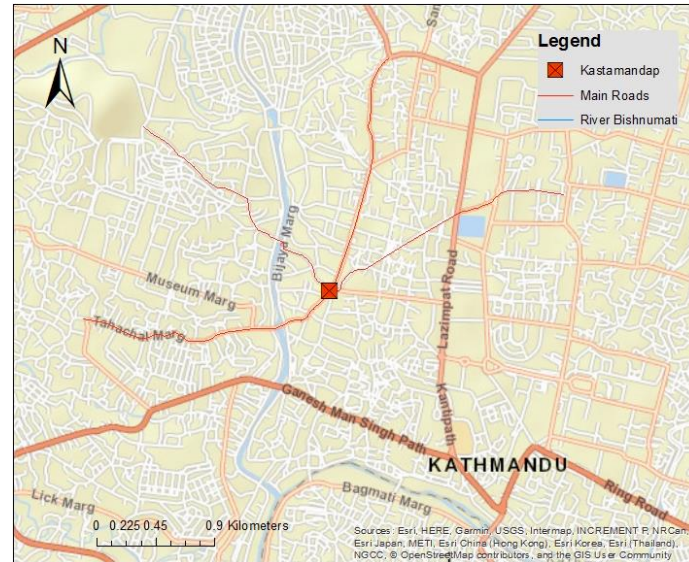 N
San
Legend
Kastamandap
Main Roads
River Bishnumati
Bijaya Marg
Museum Marg
Lazimpat Road
Tahachal Marg
Ganesh Man Singh Path
Kantipath
KATHMANDU
Ring Road
Bagmati Marg
Lick Marg
0 0.225 0.45 0.9 Kilometers
Sources: Esri, HERE, Garmin, USGS, Intermap, INCREMENT P, NRCan,
Esri Japan, METI, Esri China (Hong Kong), Esri Korea, Esri (Thailand),
NGCC, © OpenStreetMap contributors, and the GIS User Community